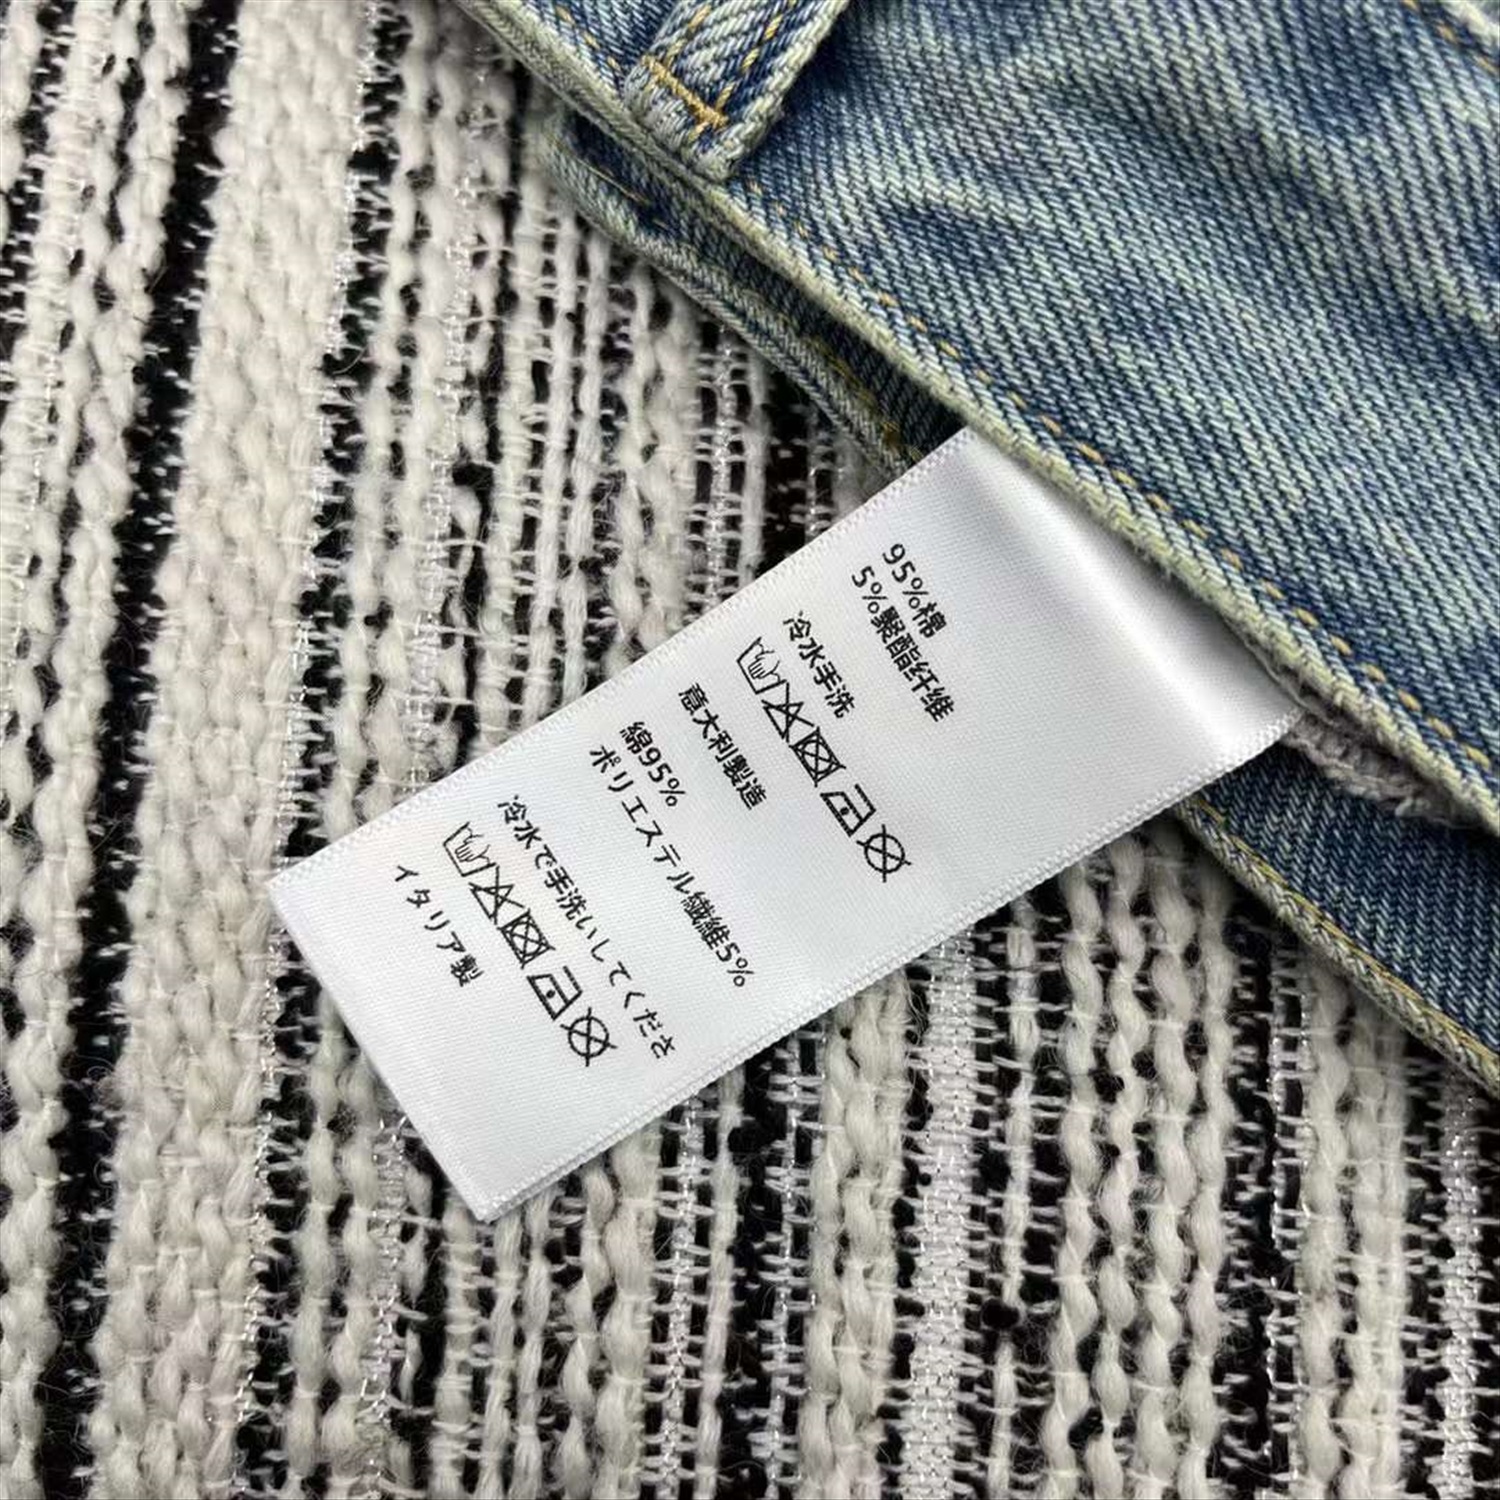 95%棉
5%聚酯纤维
冷水手洗
意大利製造
綿95%
ポリエステル繊維5%
冷水で手洗いしてくださ
イタリア製